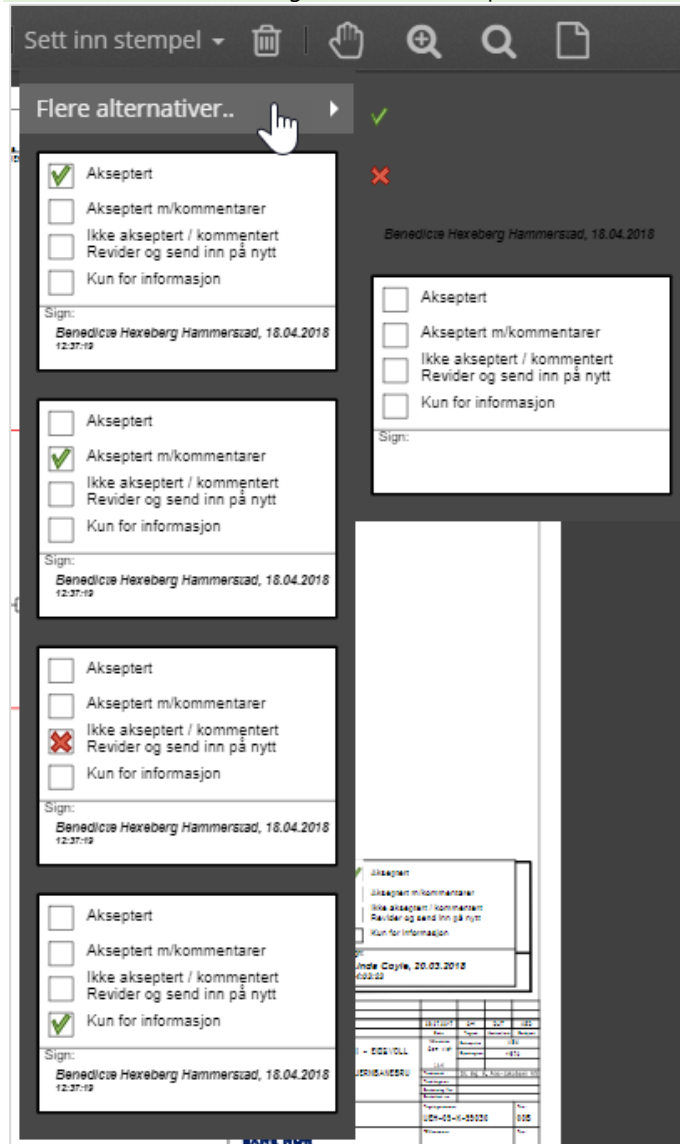 Sett inn stempel
Flere alternativer..
Akseptert
Akseptert m/kommentarer
Ikke akseptert / kommentert
Revider og send inn på nytt
Kun for informasjon
Sign:
Benedicte Hexeberg Hammerstad, 18.04.2018
12:37:19
Akseptert
Akseptert m/kommentarer
Ikke akseptert / kommentert
Revider og send inn på nytt
Kun for informasjon
Sign:
Benedicte Hexeberg Hammerstad, 18.04.2018
12:37:19
Akseptert
Akseptert m/kommentarer
Ikke akseptert / kommentert
Revider og send inn på nytt
Kun for informasjon
Sign:
Benedicte Hexeberg Hammerstad, 18.04.2018
12:37:19
Akseptert
Akseptert m/kommentarer
Ikke akseptert / kommentert
Revider og send inn på nytt
Kun for informasjon
Sign:
Benedicte Hexeberg Hammerstad, 18.04.2018
12:37:19
Benedicte Hexeberg Hammerstad, 18.04.2018
Akseptert
Akseptert m/kommentarer
Ikke akseptert / kommentert
Revider og send inn på nytt
Kun for informasjon
Sign:
Akseptert
Akseptert m/kommentarer
Ikke akseptert / kommentert
Revider og send inn på nytt
Kun for informasjon
Coyle, 20.03.2018